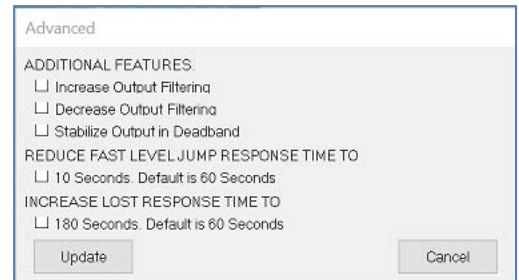 Advanced
ADDITIONAL FEATURES.
Increase Output Filtering
Decrease Output Filtering
Stabilize Output in Deadband
REDUCE FAST LEVEL JUMP RESPONSE TIME TO
10 Seconds. Default is 60 Seconds
INCREASE LOST RESPONSE TIME TO
180 Seconds. Default is 60 Seconds
Update
Cancel